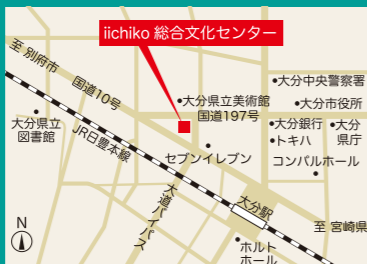 iichiko 総合文化センター
至 別府市
国道10号
•大分県立美術館
国道197号
•大分中央警察署
•大分市役所
•大分銀行
•大分
県庁
•トキハ
コンパルホール
大分県立
図書館
JR日豊本線
セブンイレブン
大道バイパス
大分駅
至 宮崎県
ホルト
ホール
N